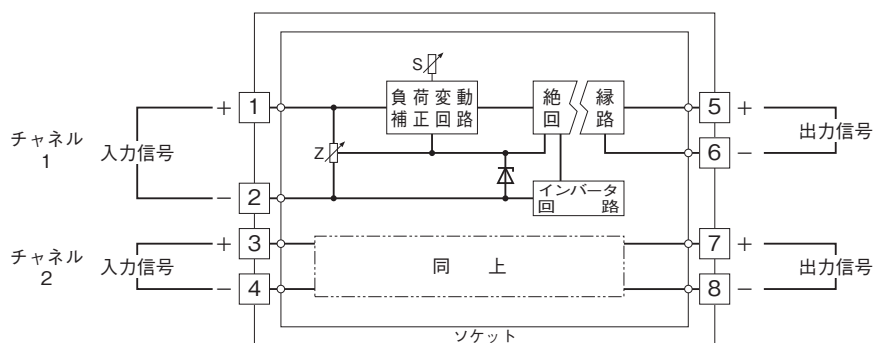 S
負荷変動
補正回路
絶縁
回路
+ 1
5 +
チャネル
1
入力信号
Z
6 −
出力信号
− 2
インバータ
回路
+ 3
7 +
チャネル
2
入力信号
同上
出力信号
− 4
8 −
ソケット